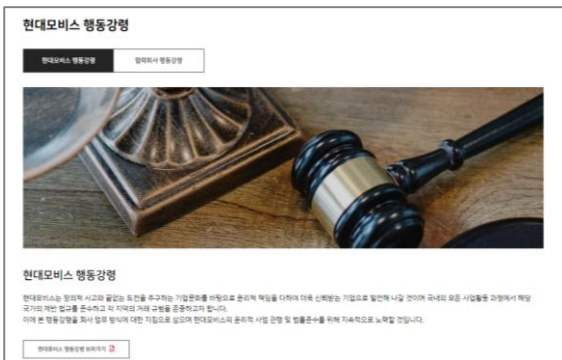 현대모비스 행동강령
현대모비스 행동강령
협력회사 행동강령
현대모비스 행동강령
현대모비스는 창의적 사고와 끝없는 도전을 추구하는 기업문화를 바탕으로 윤리적 책임을 다하여 더욱 신뢰받는 기업으로 발전해 나갈 것이며 국내외 모든 사업활동 과정에서 해당
국가의 제반 법규를 준수하고 각 지역의 거래 규범을 존중하고자 합니다.
이에 본 행동강령을 회사 업무 방식에 대한 지침으로 삼으며 현대모비스의 윤리적 사업 관행 및 법률준수를 위해 지속적으로 노력할 것입니다.
현대모비스 행동강령 보러가기